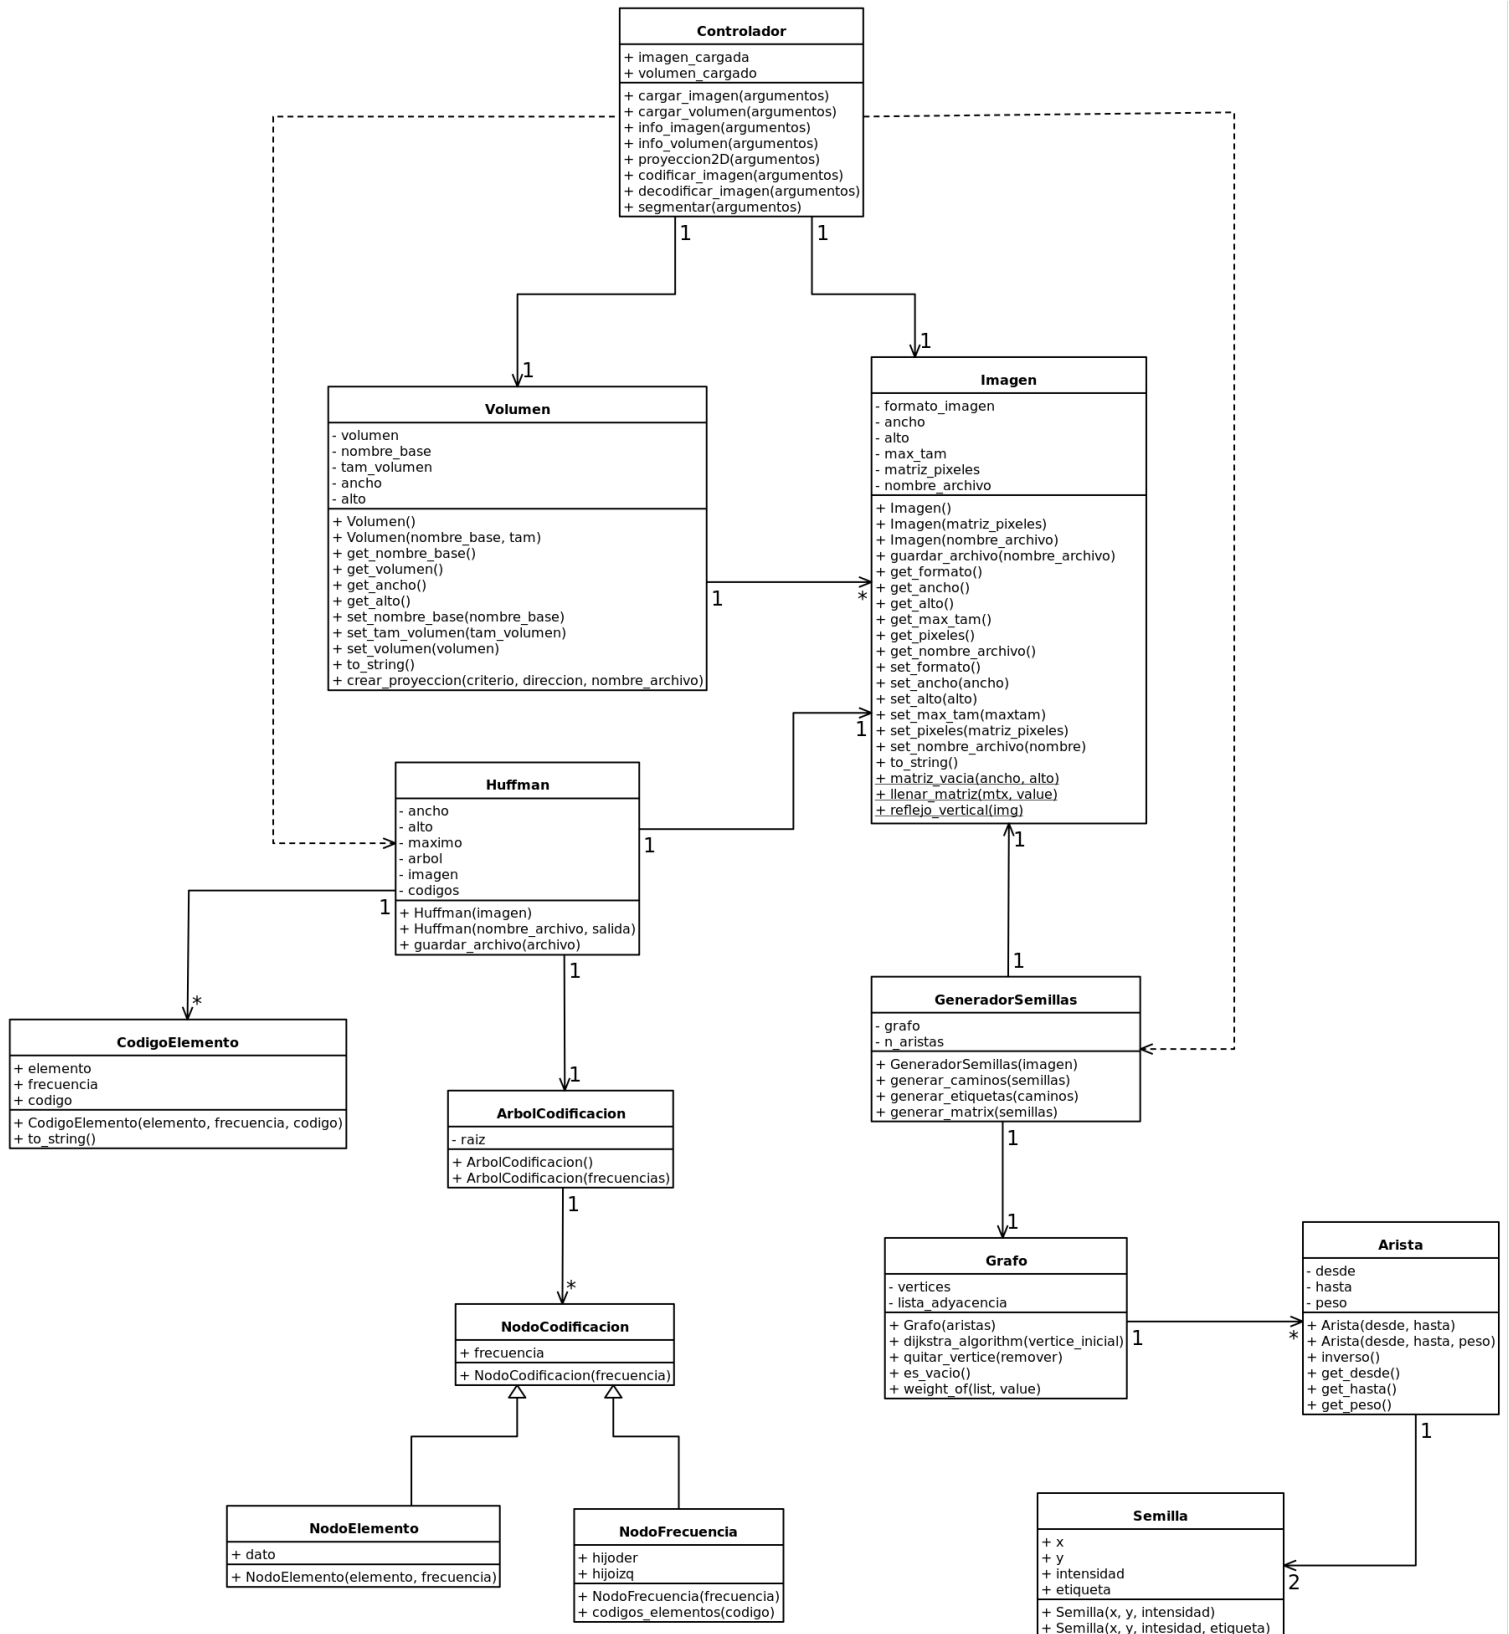 Controlador
+ imagen_cargada
+ volumen_cargado
+ cargar_imagen(argumentos)
+ cargar_volumen(argumentos)
+ info_imagen(argumentos)
+ info_volumen(argumentos)
+ proyeccion2D(argumentos)
+ codificar_imagen(argumentos)
+ decodificar_imagen(argumentos)
+ segmentar(argumentos)
1
1
1
1
Volumen
- volumen
- nombre_base
- tam_volumen
- ancho
- alto
+ Volumen()
+ Volumen(nombre_base, tam)
+ get_nombre_base()
+ get_volumen()
+ get_ancho()
+ get_alto()
+ set_nombre_base(nombre_base)
+ set_tam_volumen(tam_volumen)
+ set_volumen(volumen)
+ to_string()
+ crear_proyeccion(criterio, direccion, nombre_archivo)
1
*
Imagen
- formato_imagen
- ancho
- alto
- max_tam
- matriz_pixeles
- nombre_archivo
+ Imagen()
+ Imagen(matriz_pixeles)
+ Imagen(nombre_archivo)
+ guardar_archivo(nombre_archivo)
+ get_formato()
+ get_ancho()
+ get_alto()
+ get_max_tam()
+ get_pixeles()
+ get_nombre_archivo()
+ set_formato()
+ set_ancho(ancho)
+ set_alto(alto)
+ set_max_tam(maxtam)
+ set_pixeles(matriz_pixeles)
+ set_nombre_archivo(nombre)
+ to_string()
+ matriz_vacia(ancho, alto)
+ llenar_matriz(mtx, value)
+ reflejo_vertical(img)
1
1
Huffman
- ancho
- alto
- maximo
- arbol
- imagen
- codigos
+ Huffman(imagen)
+ Huffman(nombre_archivo, salida)
+ guardar_archivo(archivo)
1
1
1
1
*
CodigoElemento
+ elemento
+ frecuencia
+ codigo
+ CodigoElemento(elemento, frecuencia, codigo)
+ to_string()
1
ArbolCodificacion
- raiz
+ ArbolCodificacion()
+ ArbolCodificacion(frecuencias)
1
*
GeneradorSemillas
- grafo
- n_aristas
+ GeneradorSemillas(imagen)
+ generar_caminos(semillas)
+ generar_etiquetas(caminos)
+ generar_matrix(semillas)
1
1
Grafo
- vertices
- lista_adyacencia
+ Grafo(aristas)
+ dijkstra_algorithm(vertice_inicial)
+ quitar_vertice(remover)
+ es_vacio()
+ weight_of(list, value)
1
*
Arista
- desde
- hasta
- peso
+ Arista(desde, hasta)
+ Arista(desde, hasta, peso)
+ inverso()
+ get_desde()
+ get_hasta()
+ get_peso()
1
2
NodoCodificacion
+ frecuencia
+ NodoCodificacion(frecuencia)
NodoElemento
+ dato
+ NodoElemento(elemento, frecuencia)
NodoFrecuencia
+ hijoder
+ hijoizq
+ NodoFrecuencia(frecuencia)
+ codigos_elementos(codigo)
Semilla
+ x
+ y
+ intensidad
+ etiqueta
+ Semilla(x, y, intensidad)
+ Semilla(x, y, intesidad, etiqueta)